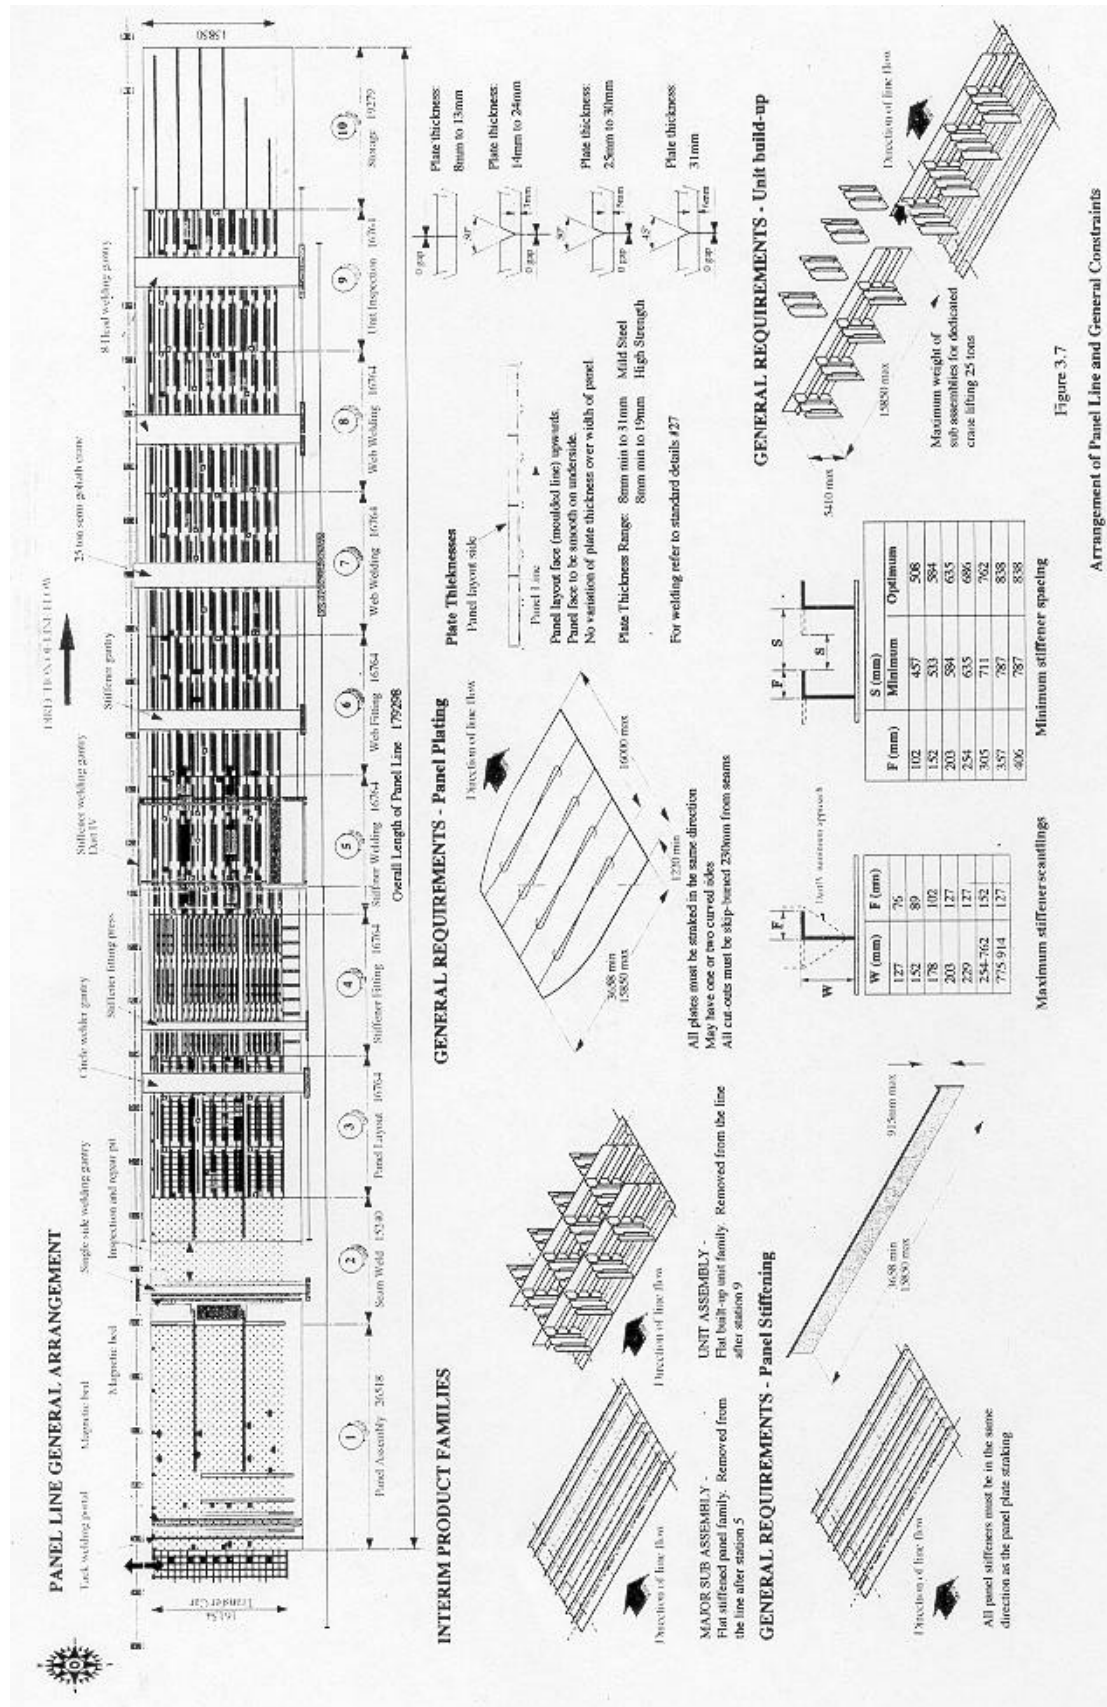 PANEL LINE GENERAL ARRANGEMENT
DIRECTION OF LINE FLOW
Tack welding portal
Magnetic bed
Magnetic bed
Single side welding gantry
Inspection and repair pit
Circle welder gantry
Stiffener fitting press
Stiffener welding gantry
Stiffener gantry
25 ton semi goliath crane
8 Head welding gantry
Transfer Car
15850
1
Panel Assembly 26518
2
Seam Weld 15240
3
Panel Layout 16764
4
Stiffener Fitting 16764
5
Stiffener Welding 16764
6
Web Fitting 16764
7
Web Welding 16764
8
Web Welding 16764
9
Unit Inspection 16764
10
Storage 19279
Overall Length of Panel Line 179298
INTERIM PRODUCT FAMILIES
Direction of line flow
MAJOR SUB ASSEMBLY -
Flat stiffened panel family. Removed from
the line after station 5
Direction of line flow
UNIT ASSEMBLY -
Flat built-up unit family. Removed from the line
after station 9
GENERAL REQUIREMENTS - Panel Plating
Direction of line flow
3658 min
15850 max
16000 max
1220 min
All plates must be straked in the same direction
May have one or two curved sides
All cut-outs must be skip-burned 230mm from seams
Plate Thicknesses
Panel layout side
Panel Line
Panel layout face (moulded line) upwards.
Panel face to be smooth on underside.
No variation of plate thickness over width of panel
Plate Thickness Range: 8mm min to 31mm Mild Steel
8mm min to 19mm High Strength
For welding refer to standard details #27
0 gap
Plate thickness:
8mm to 13mm
0 gap
Plate thickness:
14mm to 24mm
0 gap
Plate thickness:
25mm to 30mm
45°
0 gap
Plate thickness:
31mm
GENERAL REQUIREMENTS - Panel Stiffening
Direction of line flow
3658 min
15850 max
915mm max
All panel stiffeners must be in the same
direction as the panel plate straking
W
F
W (mm) F (mm)
127 76
152 89
178 102
203 127
229 127
254-762 152
775-914 127
Maximum stiffener scantlings
F
S
S
F (mm) S (mm)
Minimum Optimum
102 457 508
152 533 584
203 584 635
254 635 686
305 711 762
357 787 838
406 787 838
Minimum stiffener spacing
GENERAL REQUIREMENTS - Unit build-up
Direction of line flow
5410 max
15850 max
Maximum weight of
sub assemblies for dedicated
crane lifting 25 tons
Figure 3.7
Arrangement of Panel Line and General Constraints